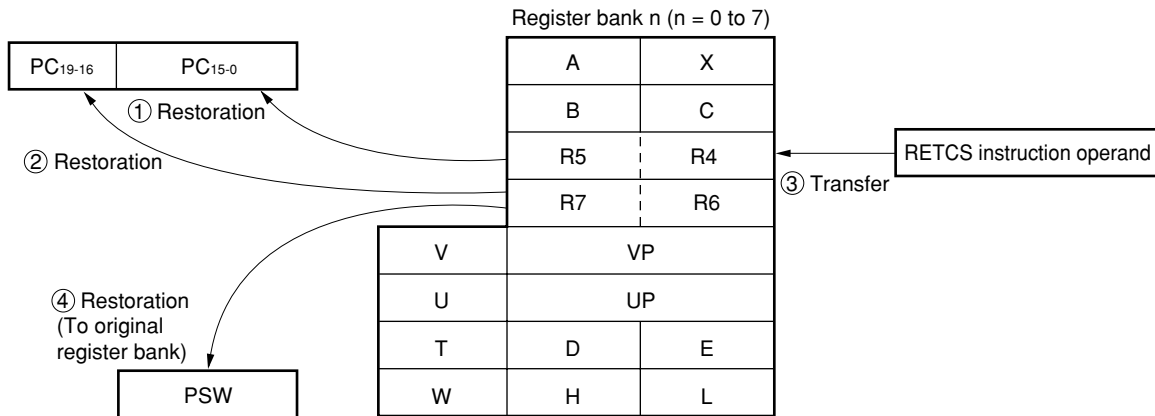 Register bank n (n = 0 to 7)
PC19-16 PC15-0
A X
① Restoration
B C
② Restoration
R5 R4
RETCS instruction operand
③ Transfer
R7 R6
V VP
④ Restoration
(To original
register bank)
U UP
T D E
PSW
W H L